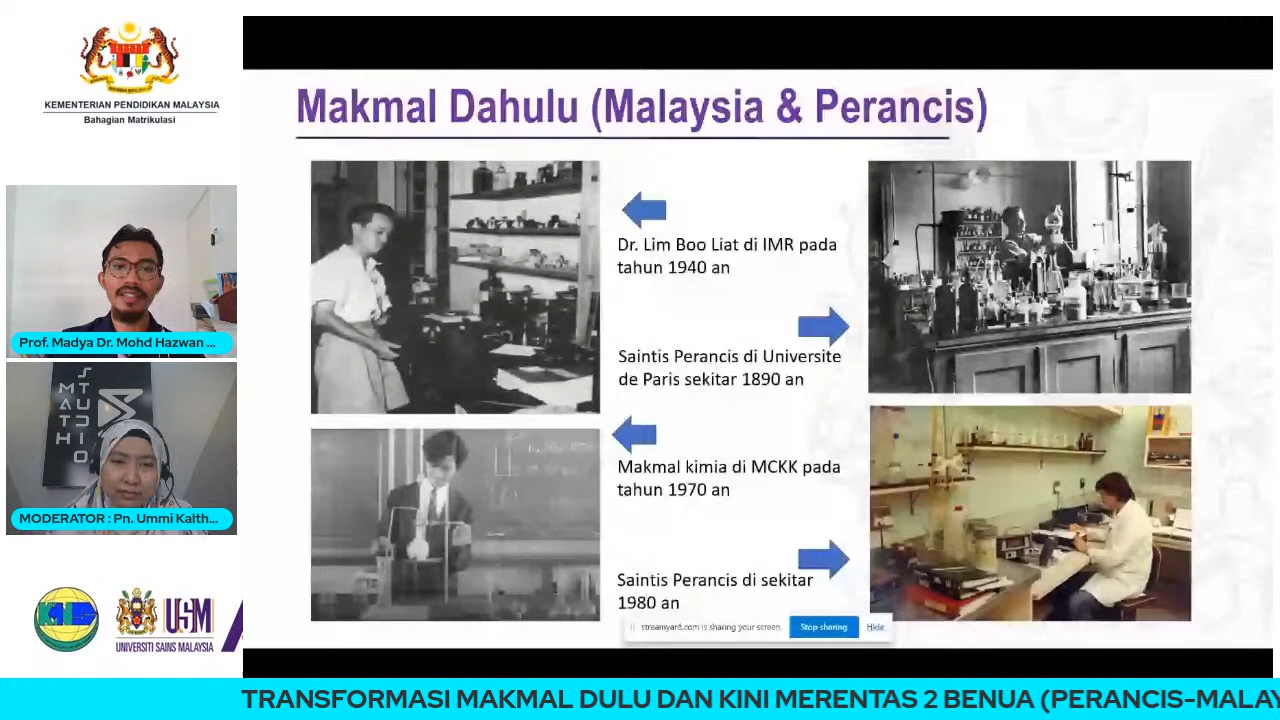 KEMENTERIAN PENDIDIKAN MALAYSIA
Bahagian Matrikulasi
Prof. Madya Dr. Mohd Hazwan ...
MATH
STUDIO
MODERATOR : Pn. Ummi Kalth...
USM
UNIVERSITI SAINS MALAYSIA
Makmal Dahulu (Malaysia & Perancis)
Dr. Lim Boo Liat di IMR pada
tahun 1940 an
Saintis Perancis di Universite
de Paris sekitar 1890 an
Makmal kimia di MCKK pada
tahun 1970 an
Saintis Perancis di sekitar
1980 an
streamyard.com is sharing your screen.
Stop sharing
Hide
TRANSFORMASI MAKMAL DULU DAN KINI MERENTAS 2 BENUA (PERANCIS-MALAY